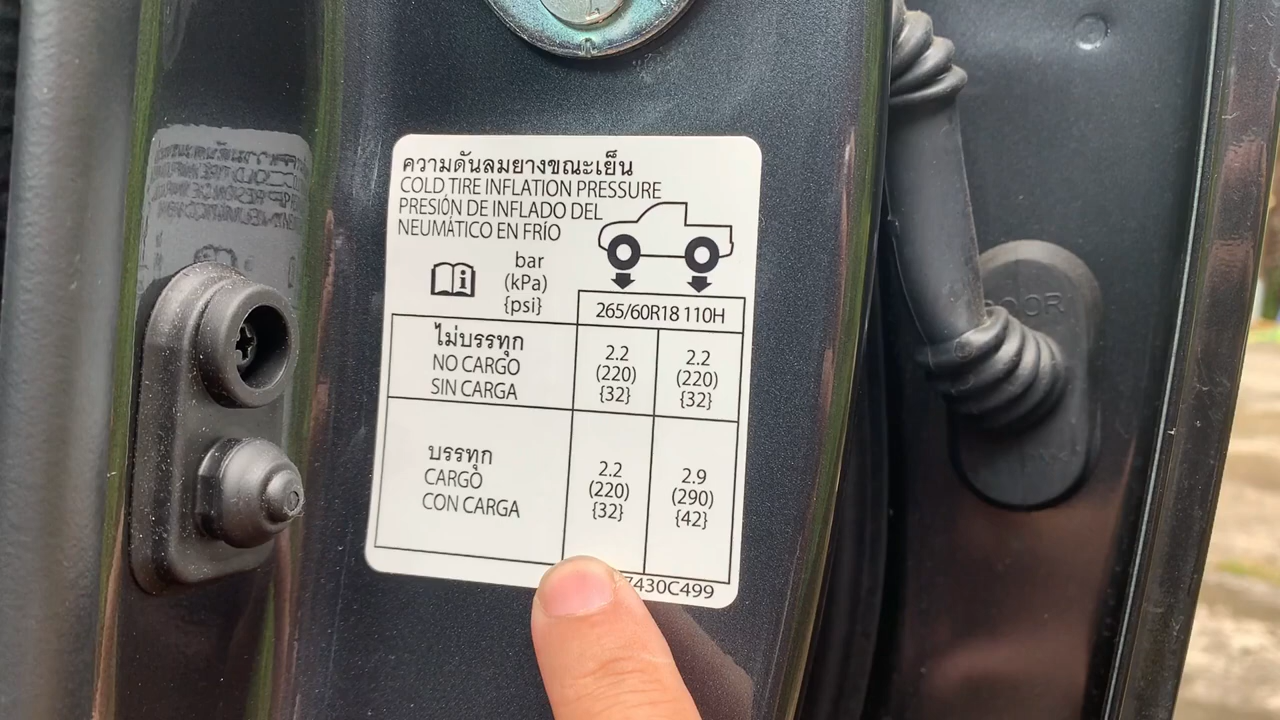 ความดันลมยางขณะเย็น
COLD TIRE INFLATION PRESSURE
PRESIÓN DE INFLADO DEL
NEUMÁTICO EN FRÍO
bar
(kPa)
{psi}
265/60R18 110H
ไม่บรรทุก
NO CARGO
SIN CARGA
2.2
(220)
{32}
2.2
(220)
{32}
บรรทุก
CARGO
CON CARGA
2.2
(220)
{32}
2.9
(290)
{42}
7430C499
DOOR